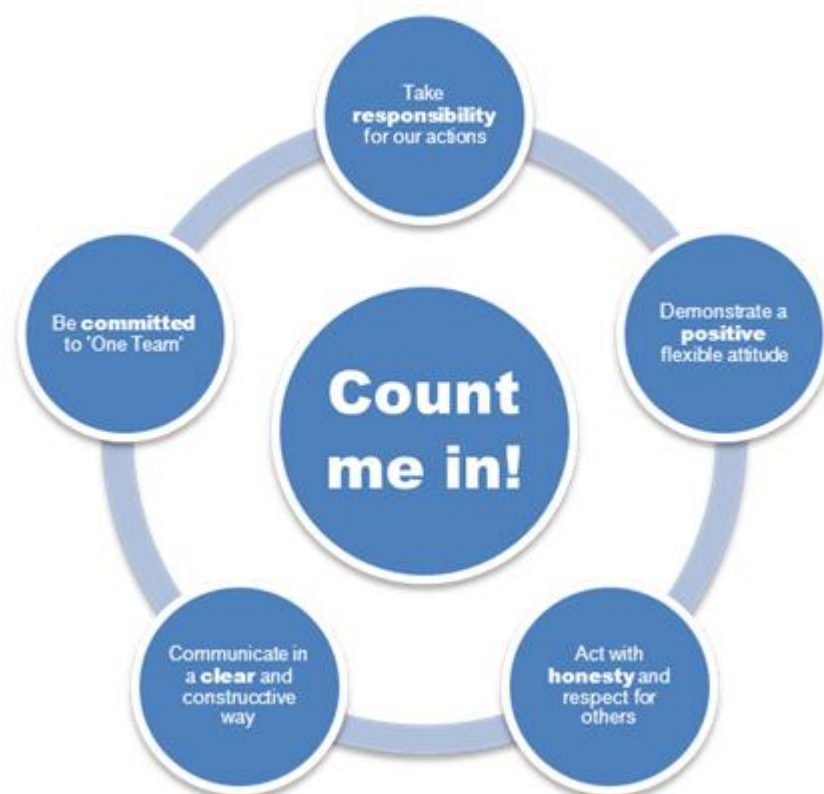 Take
responsibility
for our actions
Demonstrate a
positive
flexible attitude
Act with
honesty and
respect for
others
Communicate in
a clear and
construcctive
way
Be committed
to 'One Team'
Count
me in!